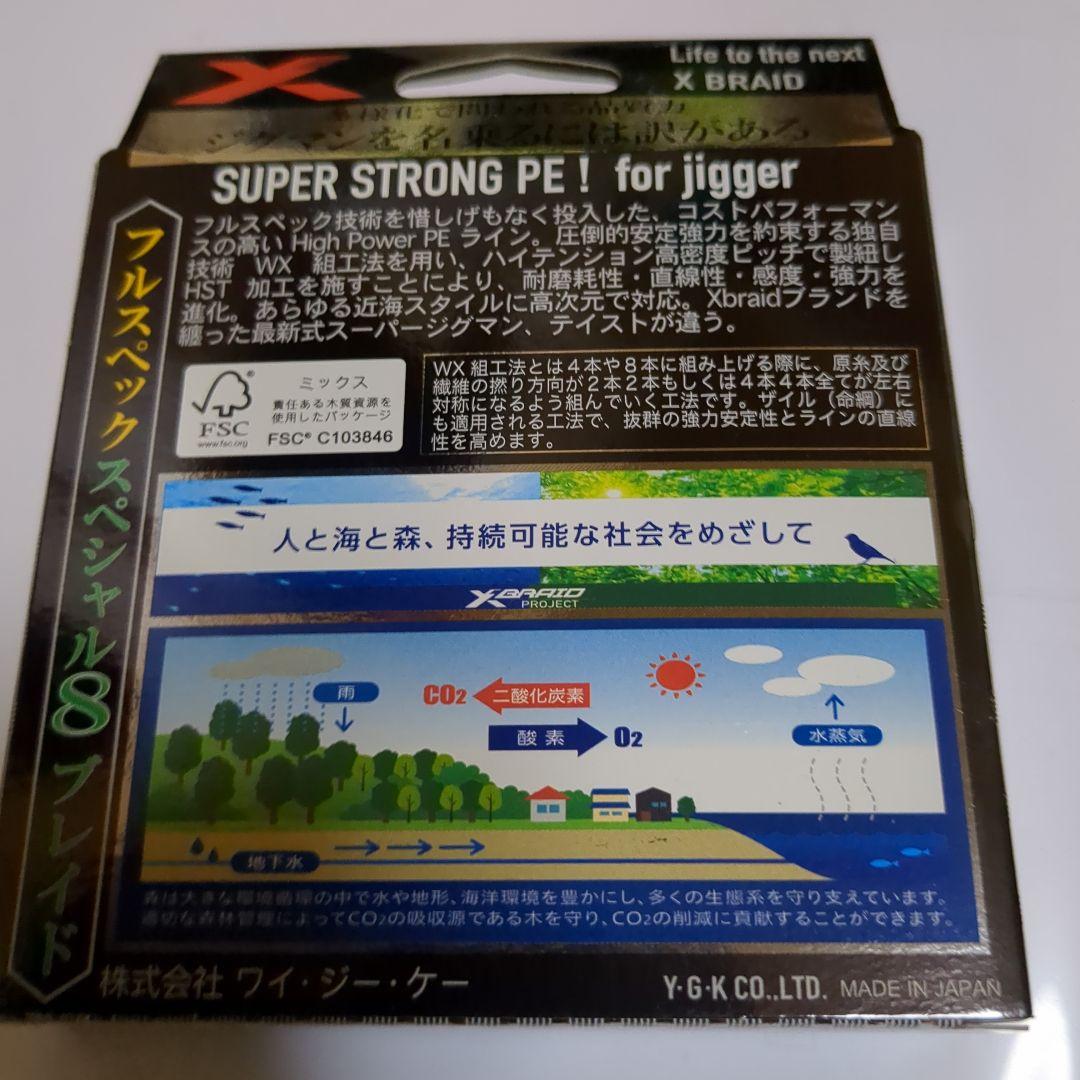 X
Life to the next
X BRAID
ジグマンを名乗るには訳がある
SUPER STRONG PE! for jigger
フルスペック技術を惜しげもなく投入した、コストパフォーマン
スの高い High Power PE ライン。圧倒的安定強力を約束する独自
技術 WX 組工法を用い、ハイテンション高密度ピッチで製紐し
HST 加工を施すことにより、耐磨耗性・直線性・感度・強力を
進化。あらゆる近海スタイルに高次元で対応。Xbraidブランドを
纏った最新式スーパージグマン、テイストが違う。
フルスペックスペシャル8ブレイド
FSC®
www.fsc.org
ミックス
責任ある木質資源を
使用したパッケージ
FSC® C103846
WX 組工法とは4本や8本に組み上げる際に、原糸及び
繊維の撚り方向が2本2本もしくは4本4本全てが左右
対称になるよう組んでいく工法です。ザイル（命綱）に
も適用される工法で、抜群の強力安定性とラインの直線
性を高めます。
人と海と森、持続可能な社会をめざして
XBRAID
PROJECT
雨
CO2 二酸化炭素
酸素 O2
水蒸気
地下水
森は大きな環境循環の中で水や地形、海洋環境を豊かにし、多くの生態系を守り支えています。
適切な森林管理によってCO2の吸収源である木を守り、CO2の削減に貢献することができます。
株式会社 ワイ・ジー・ケー
Y·G·K CO.,LTD. MADE IN JAPAN